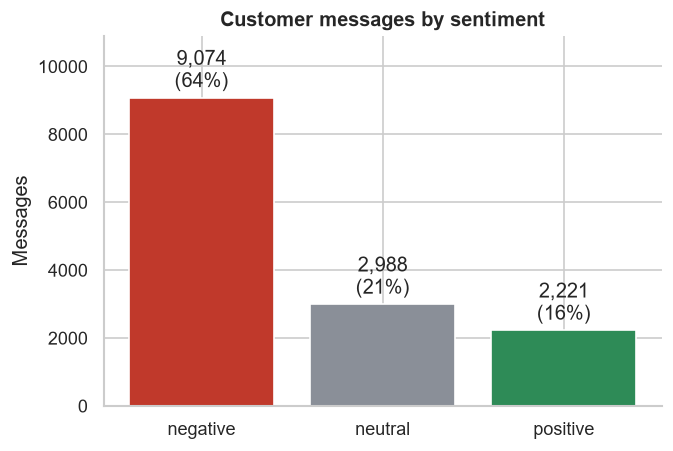 Customer messages by sentiment
Messages
10000
8000
6000
4000
2000
0
9,074
(64%)
2,988
(21%)
2,221
(16%)
negative
neutral
positive